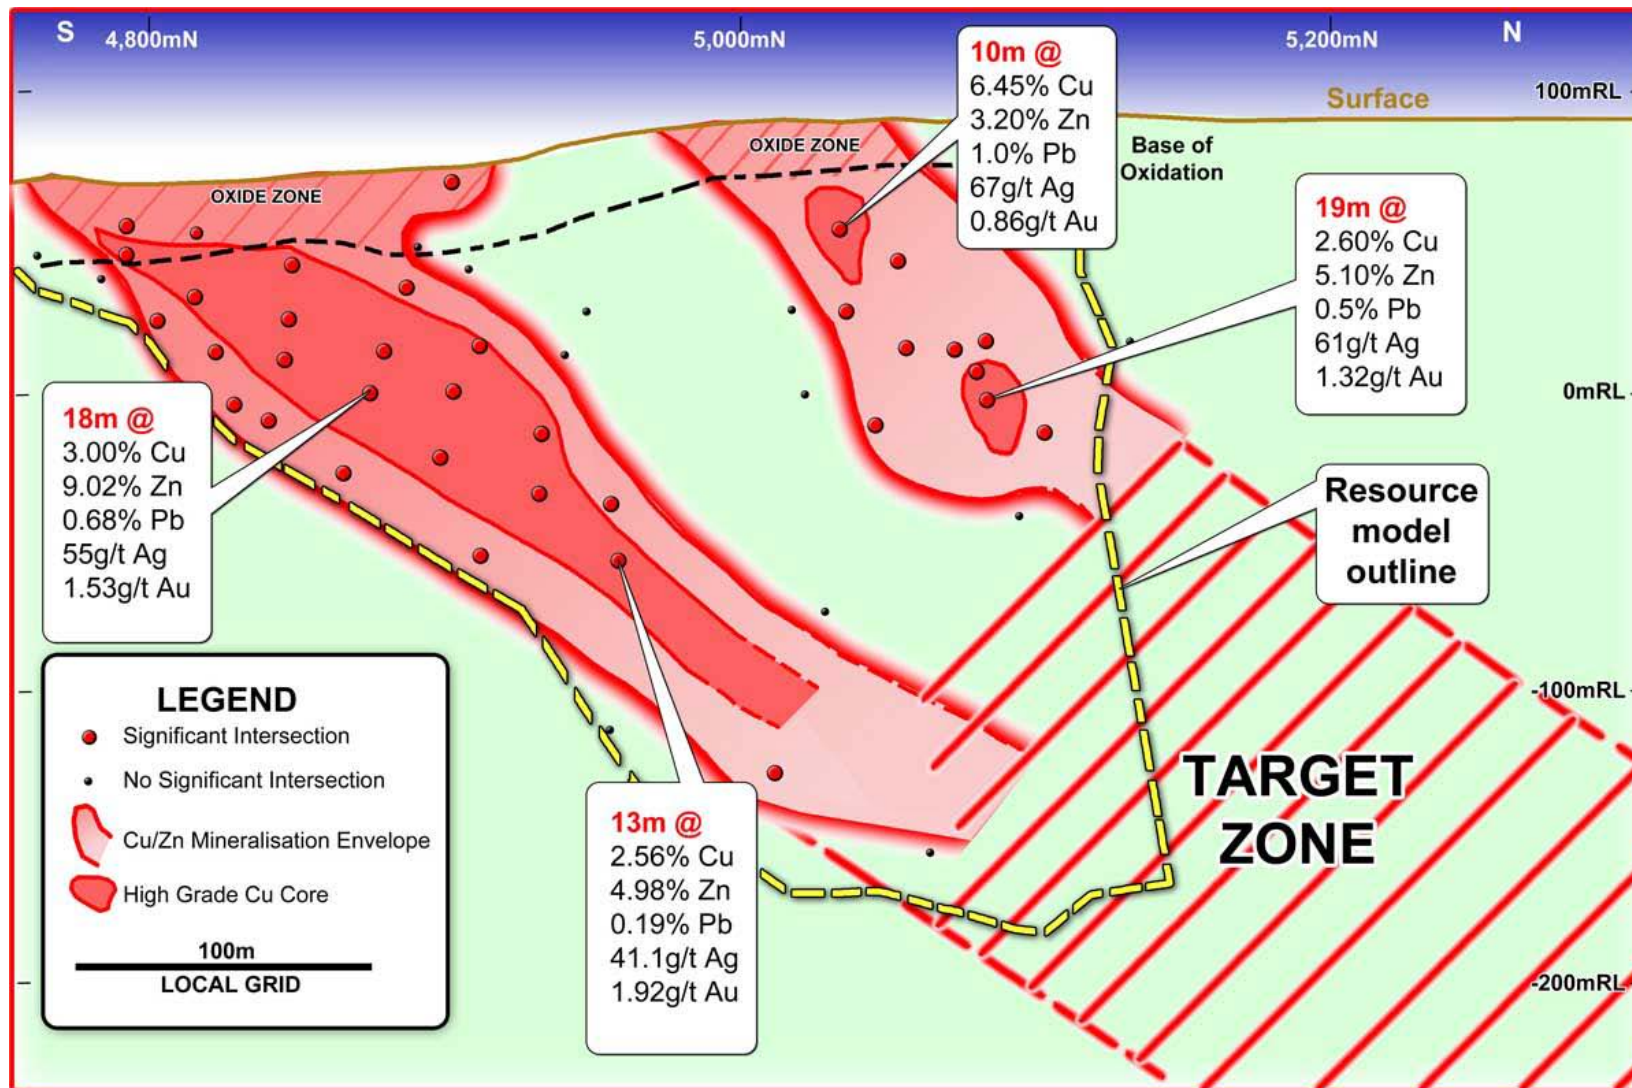 S
4,800mN
5,000mN
5,200mN
N
100mRL
Surface
10m @
6.45% Cu
3.20% Zn
1.0% Pb
67g/t Ag
0.86g/t Au
OXIDE ZONE
Base of
Oxidation
OXIDE ZONE
19m @
2.60% Cu
5.10% Zn
0.5% Pb
61g/t Ag
1.32g/t Au
0mRL
18m @
3.00% Cu
9.02% Zn
0.68% Pb
55g/t Ag
1.53g/t Au
Resource
model
outline
-100mRL
LEGEND
Significant Intersection
No Significant Intersection
Cu/Zn Mineralisation Envelope
High Grade Cu Core
100m
LOCAL GRID
13m @
2.56% Cu
4.98% Zn
0.19% Pb
41.1g/t Ag
1.92g/t Au
TARGET
ZONE
-200mRL